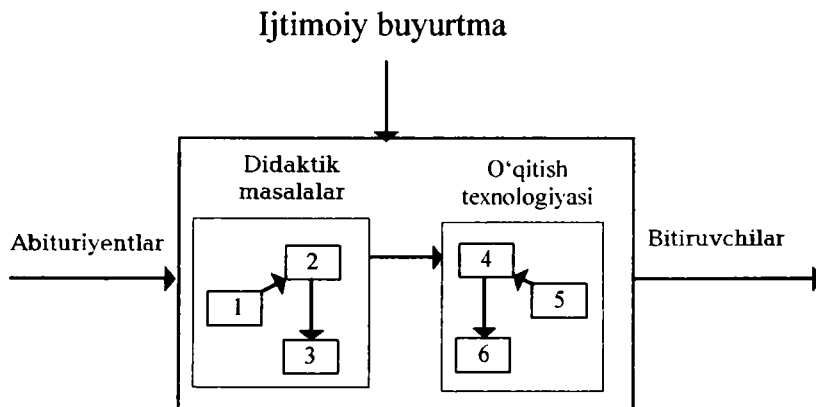 Ijtimoiy buyurtma
Didaktik
masalalar
O‘qitish
texnologiyasi
Abituriyentlar
Bitiruvchilar
2
1
3
4
5
6